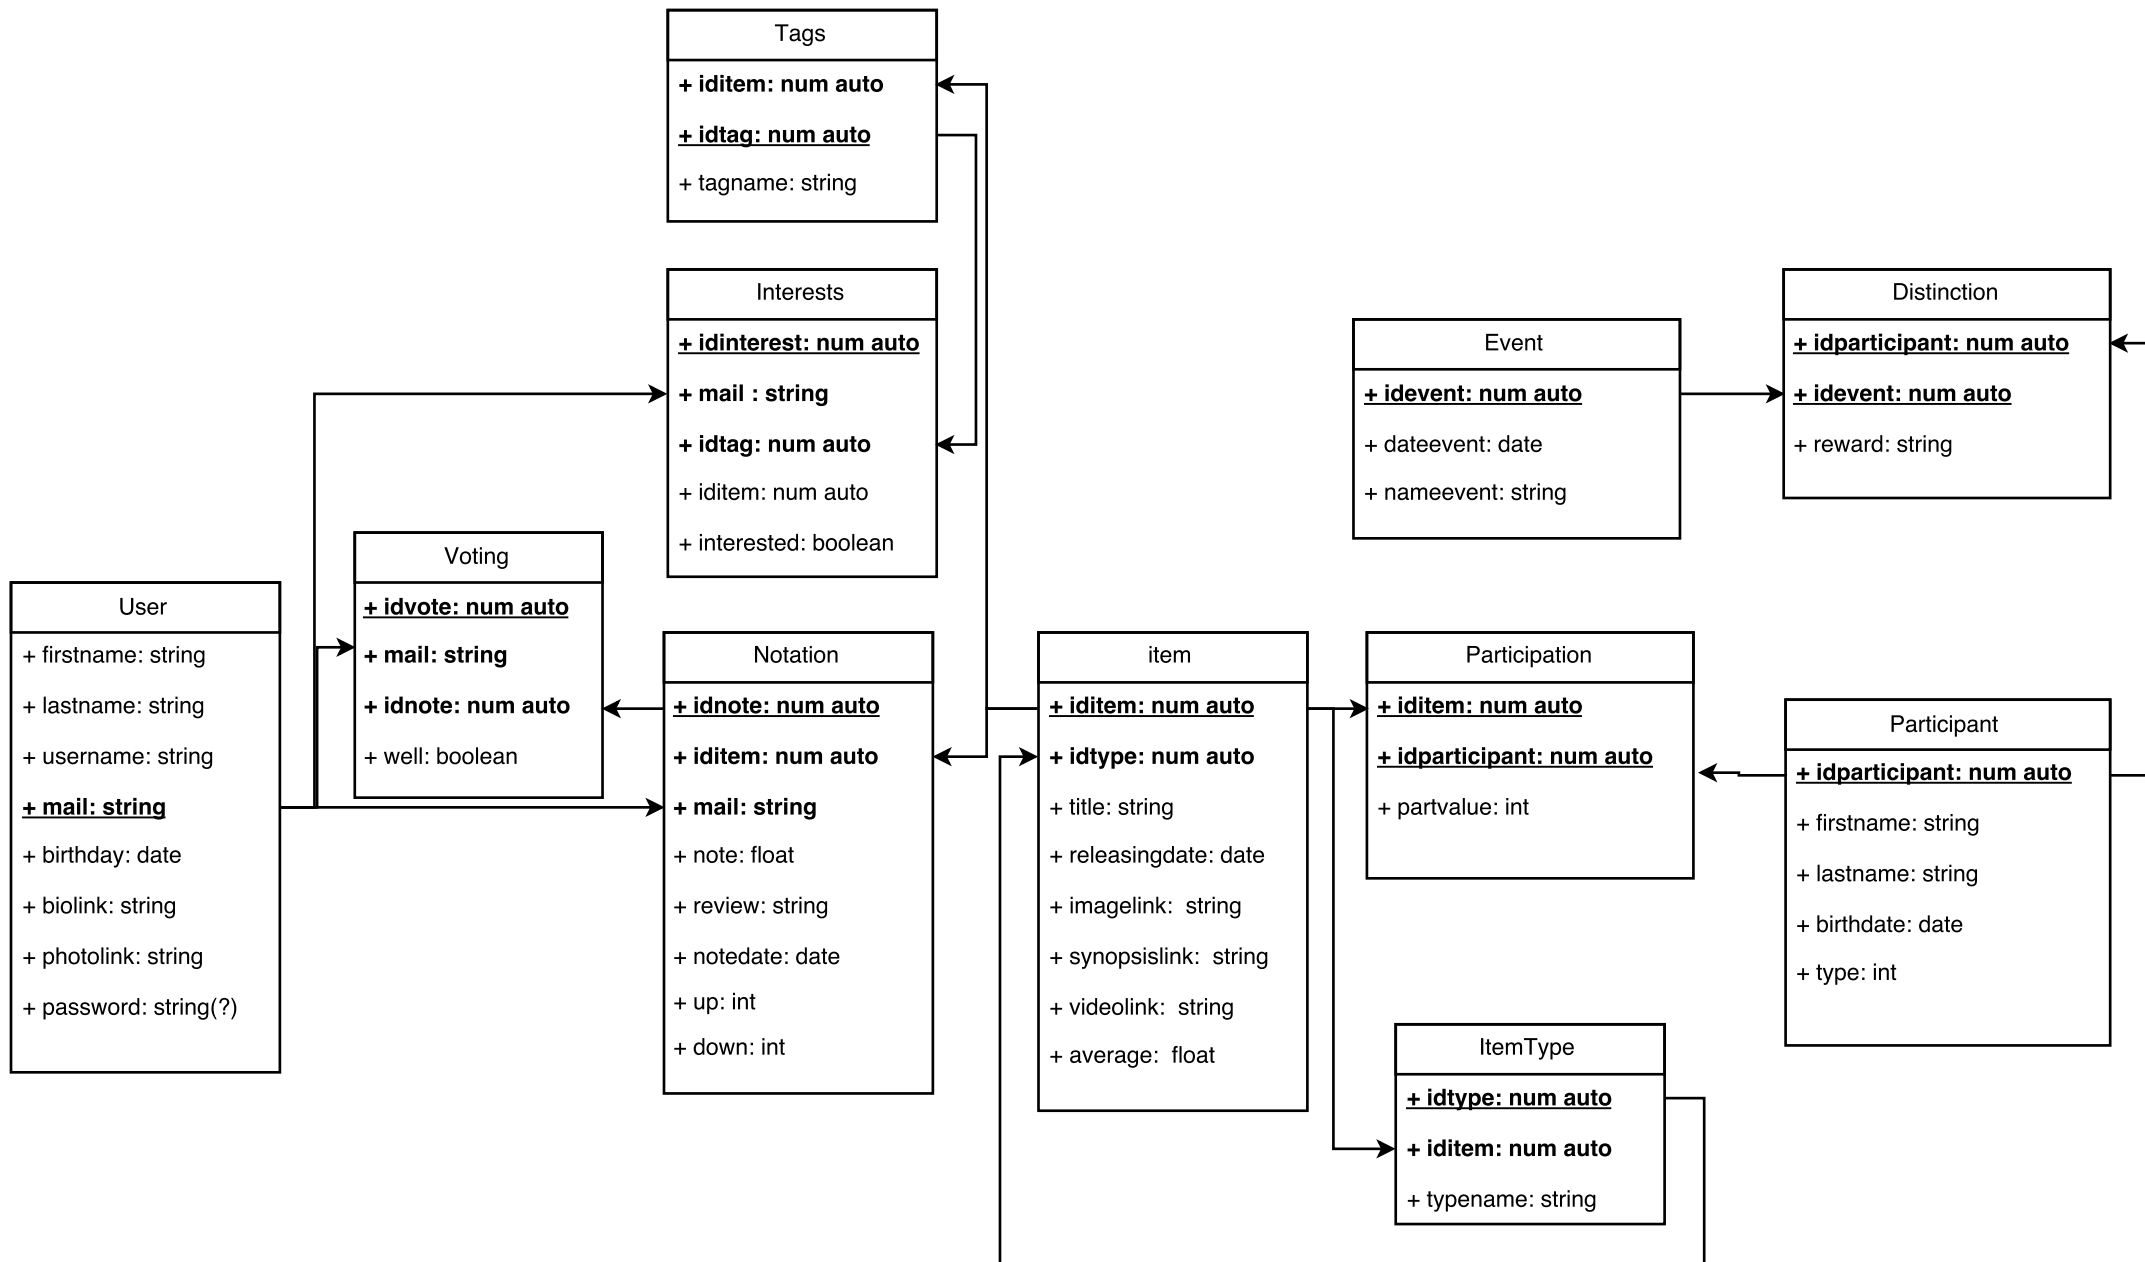 Tags
+ iditem: num auto
+ idtag: num auto
+ tagname: string
Interests
+ idinterest: num auto
+ mail : string
+ idtag: num auto
+ iditem: num auto
+ interested: boolean
Event
+ idevent: num auto
+ dateevent: date
+ nameevent: string
Distinction
+ idparticipant: num auto
+ idevent: num auto
+ reward: string
User
+ firstname: string
+ lastname: string
+ username: string
+ mail: string
+ birthday: date
+ biolink: string
+ photolink: string
+ password: string(?)
Voting
+ idvote: num auto
+ mail: string
+ idnote: num auto
+ well: boolean
Notation
+ idnote: num auto
+ iditem: num auto
+ mail: string
+ note: float
+ review: string
+ notedate: date
+ up: int
+ down: int
item
+ iditem: num auto
+ idtype: num auto
+ title: string
+ releasingdate: date
+ imagelink:  string
+ synopsislink:  string
+ videolink:  string
+ average:  float
Participation
+ iditem: num auto
+ idparticipant: num auto
+ partvalue: int
Participant
+ idparticipant: num auto
+ firstname: string
+ lastname: string
+ birthdate: date
+ type: int
ItemType
+ idtype: num auto
+ iditem: num auto
+ typename: string